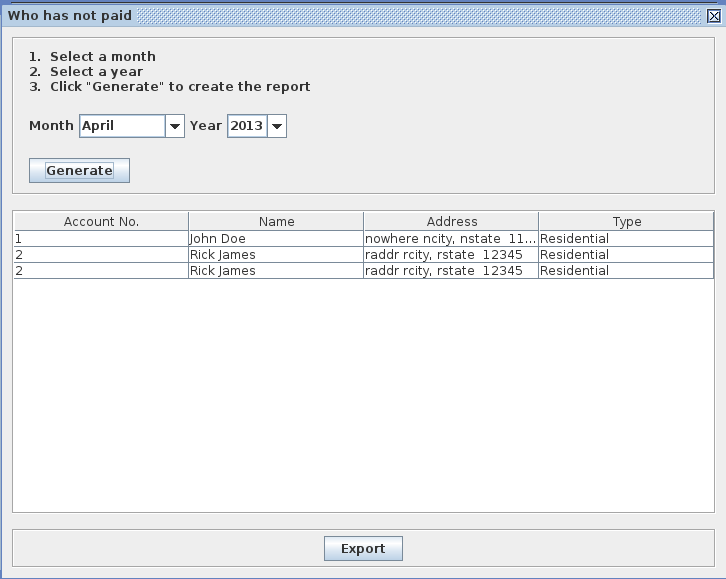 Who has not paid
1. Select a month
2. Select a year
3. Click "Generate" to create the report
Month April Year 2013
Generate
Account No. Name Address Type
1 John Doe nowhere ncity, nstate 11... Residential
2 Rick James raddr rcity, rstate 12345 Residential
2 Rick James raddr rcity, rstate 12345 Residential
Export